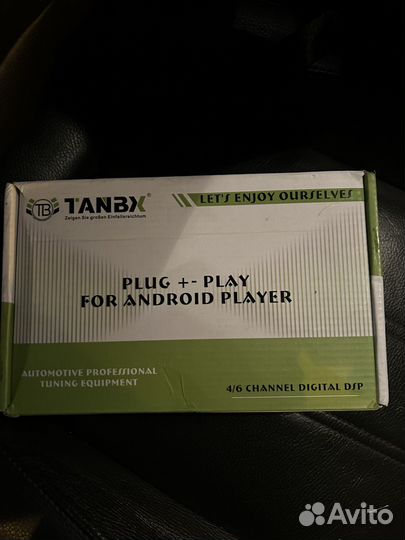 TB TANBX®
Zeigen Sie großen Einfallsreichtum
LET'S ENJOY OURSELVES
PLUG +- PLAY
FOR ANDROID PLAYER
AUTOMOTIVE PROFESSIONAL
TUNING EQUIPMENT
4/6 CHANNEL DIGITAL DSP
Avito